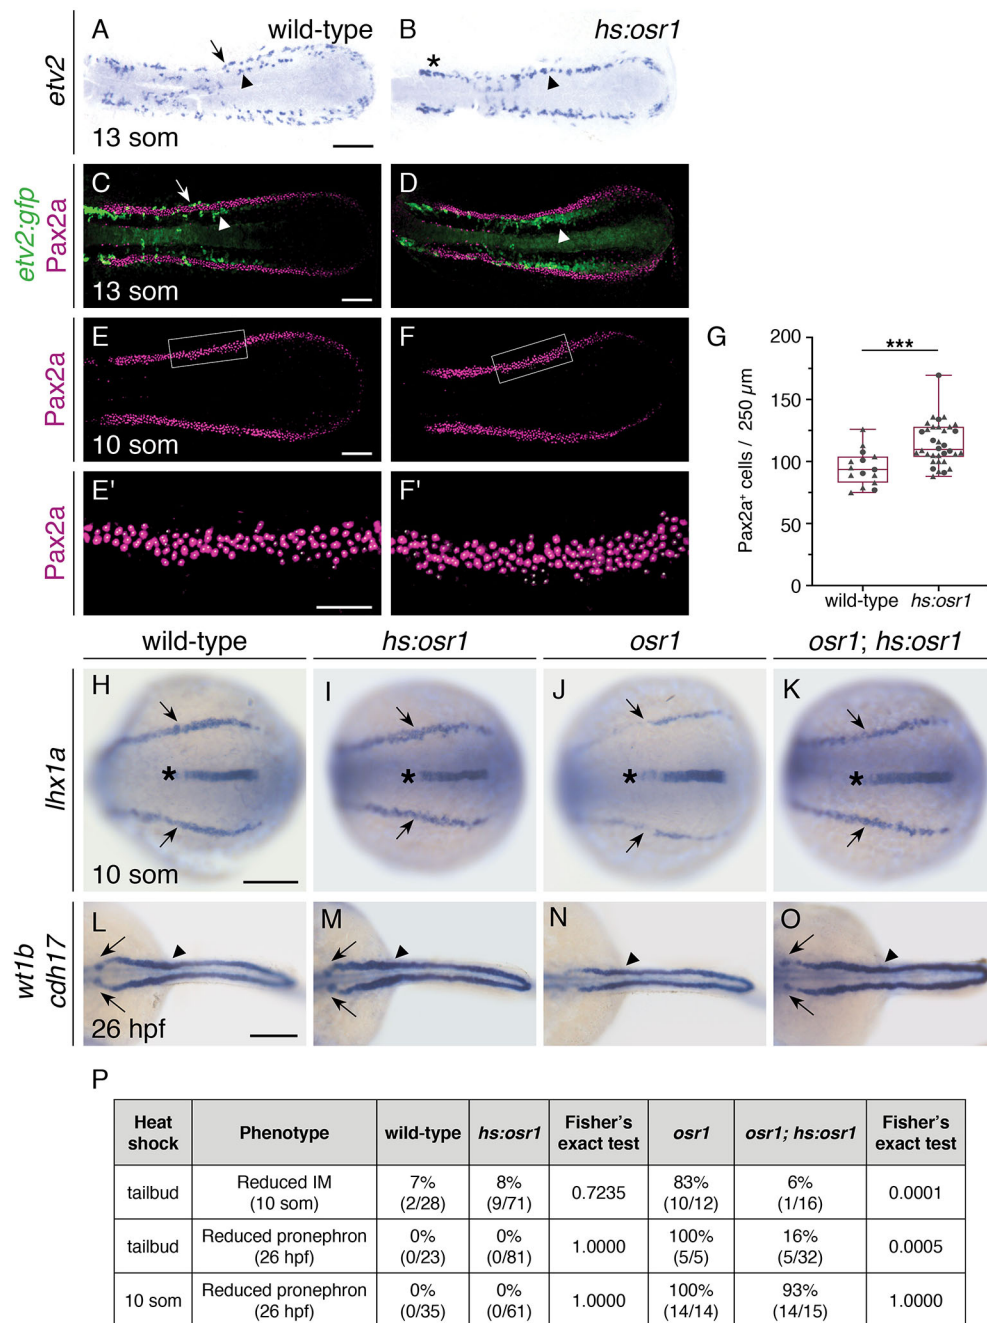 A wild-type
B hs:osr1
etv2
*
13 som
C
D
etv2:gfp
Pax2a
13 som
E
F
Pax2a
10 som
E'
F'
Pax2a
G
***
200
150
100
50
0
Pax2a+ cells / 250 µm
wild-type hs:osr1
wild-type hs:osr1 osr1 osr1; hs:osr1
H I J K
lhx1a
* * * *
10 som
L M N O
wt1b
cdh17
26 hpf
P
Heat shock Phenotype wild-type hs:osr1 Fisher's exact test osr1 osr1; hs:osr1 Fisher's exact test
tailbud Reduced IM (10 som) 7% (2/28) 8% (9/71) 0.7235 83% (10/12) 6% (1/16) 0.0001
tailbud Reduced pronephron (26 hpf) 0% (0/23) 0% (0/81) 1.0000 100% (5/5) 16% (5/32) 0.0005
10 som Reduced pronephron (26 hpf) 0% (0/35) 0% (0/61) 1.0000 100% (14/14) 93% (14/15) 1.0000